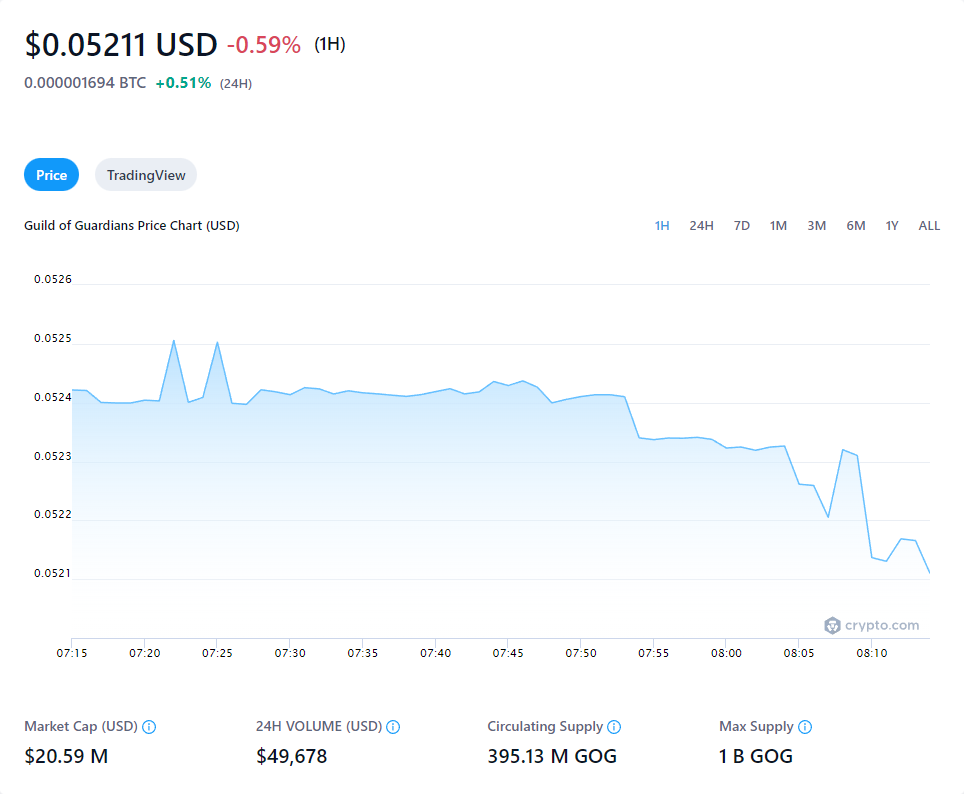 $0.05211 USD -0.59% (1H)
0.000001694 BTC +0.51% (24H)
Price TradingView
Guild of Guardians Price Chart (USD) 1H 24H 7D 1M 3M 6M 1Y ALL
0.0526
0.0525
0.0524
0.0523
0.0522
0.0521
crypto.com
07:15 07:20 07:25 07:30 07:35 07:40 07:45 07:50 07:55 08:00 08:05 08:10
Market Cap (USD) 24H VOLUME (USD) Circulating Supply Max Supply
$20.59 M $49,678 395.13 M GOG 1 B GOG